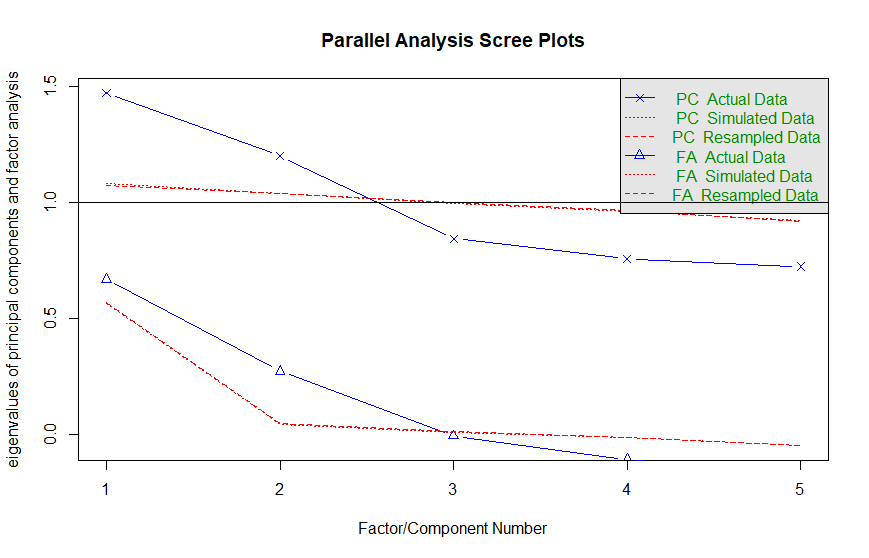 Parallel Analysis Scree Plots
eigenvalues of principal components and factor analysis
1.5
1.0
0.5
0.0
PC Actual Data
PC Simulated Data
PC Resampled Data
FA Actual Data
FA Simulated Data
FA Resampled Data
1 2 3 4 5
Factor/Component Number